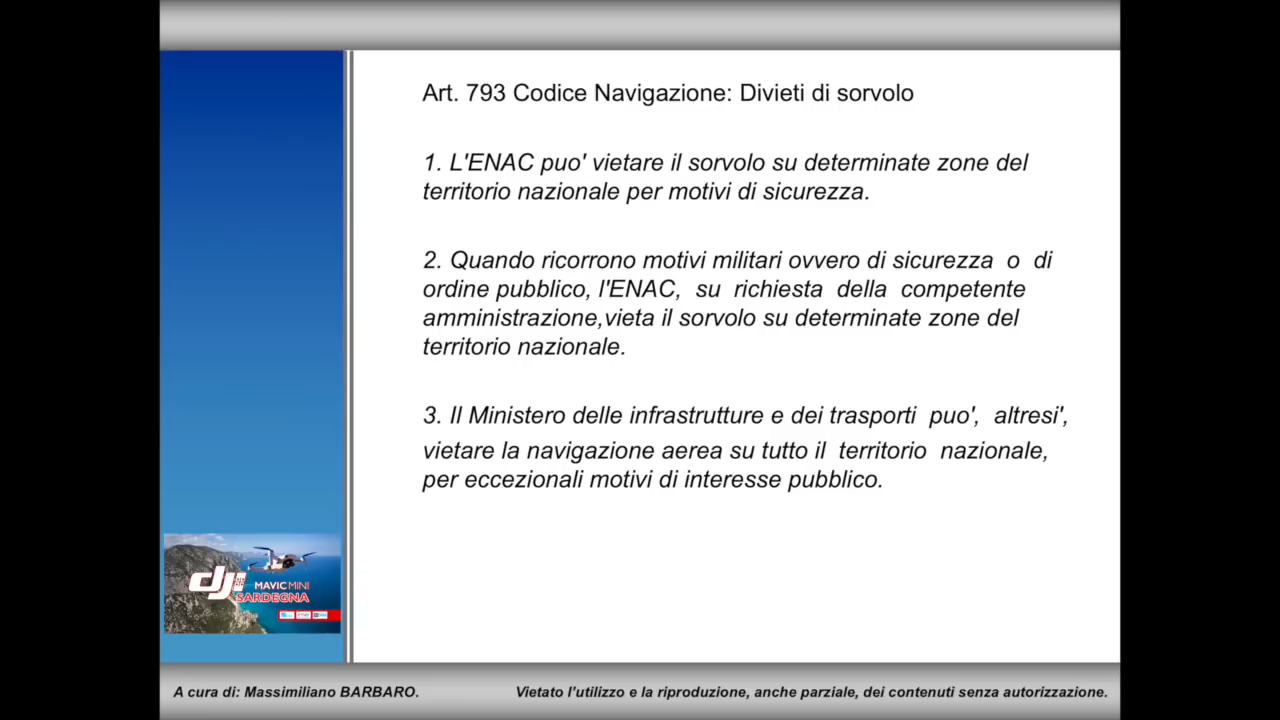 Art. 793 Codice Navigazione: Divieti di sorvolo
1. L'ENAC puo' vietare il sorvolo su determinate zone del
territorio nazionale per motivi di sicurezza.
2. Quando ricorrono motivi militari ovvero di sicurezza o di
ordine pubblico, l'ENAC, su richiesta della competente
amministrazione,vieta il sorvolo su determinate zone del
territorio nazionale.
3. Il Ministero delle infrastrutture e dei trasporti puo', altresi',
vietare la navigazione aerea su tutto il territorio nazionale,
per eccezionali motivi di interesse pubblico.
dji
MAVIC MINI
SARDEGNA
A cura di: Massimiliano BARBARO.
Vietato l'utilizzo e la riproduzione, anche parziale, dei contenuti senza autorizzazione.